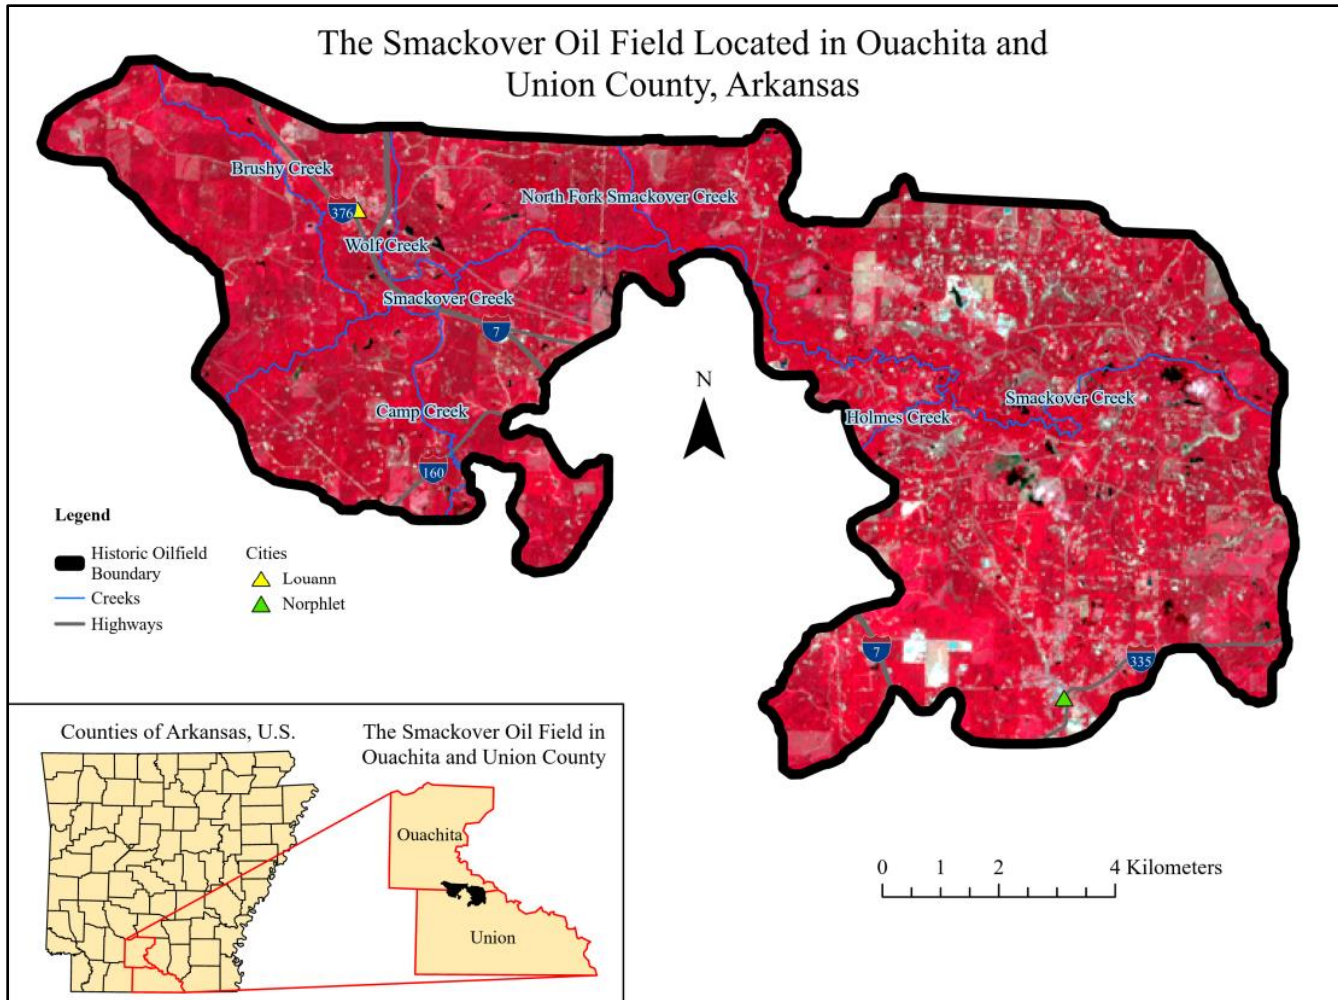 The Smackover Oil Field Located in Ouachita and
Union County, Arkansas
Brushy Creek
North Fork Smackover Creek
376
Wolf Creek
Smackover Creek
7
N
Smackover Creek
Camp Creek
Holmes Creek
160
Legend
Historic Oilfield
Boundary
Creeks
Highways
Cities
Louann
Norphlet
7
335
Counties of Arkansas, U.S.
The Smackover Oil Field in
Ouachita and Union County
Ouachita
Union
0 1 2 4 Kilometers